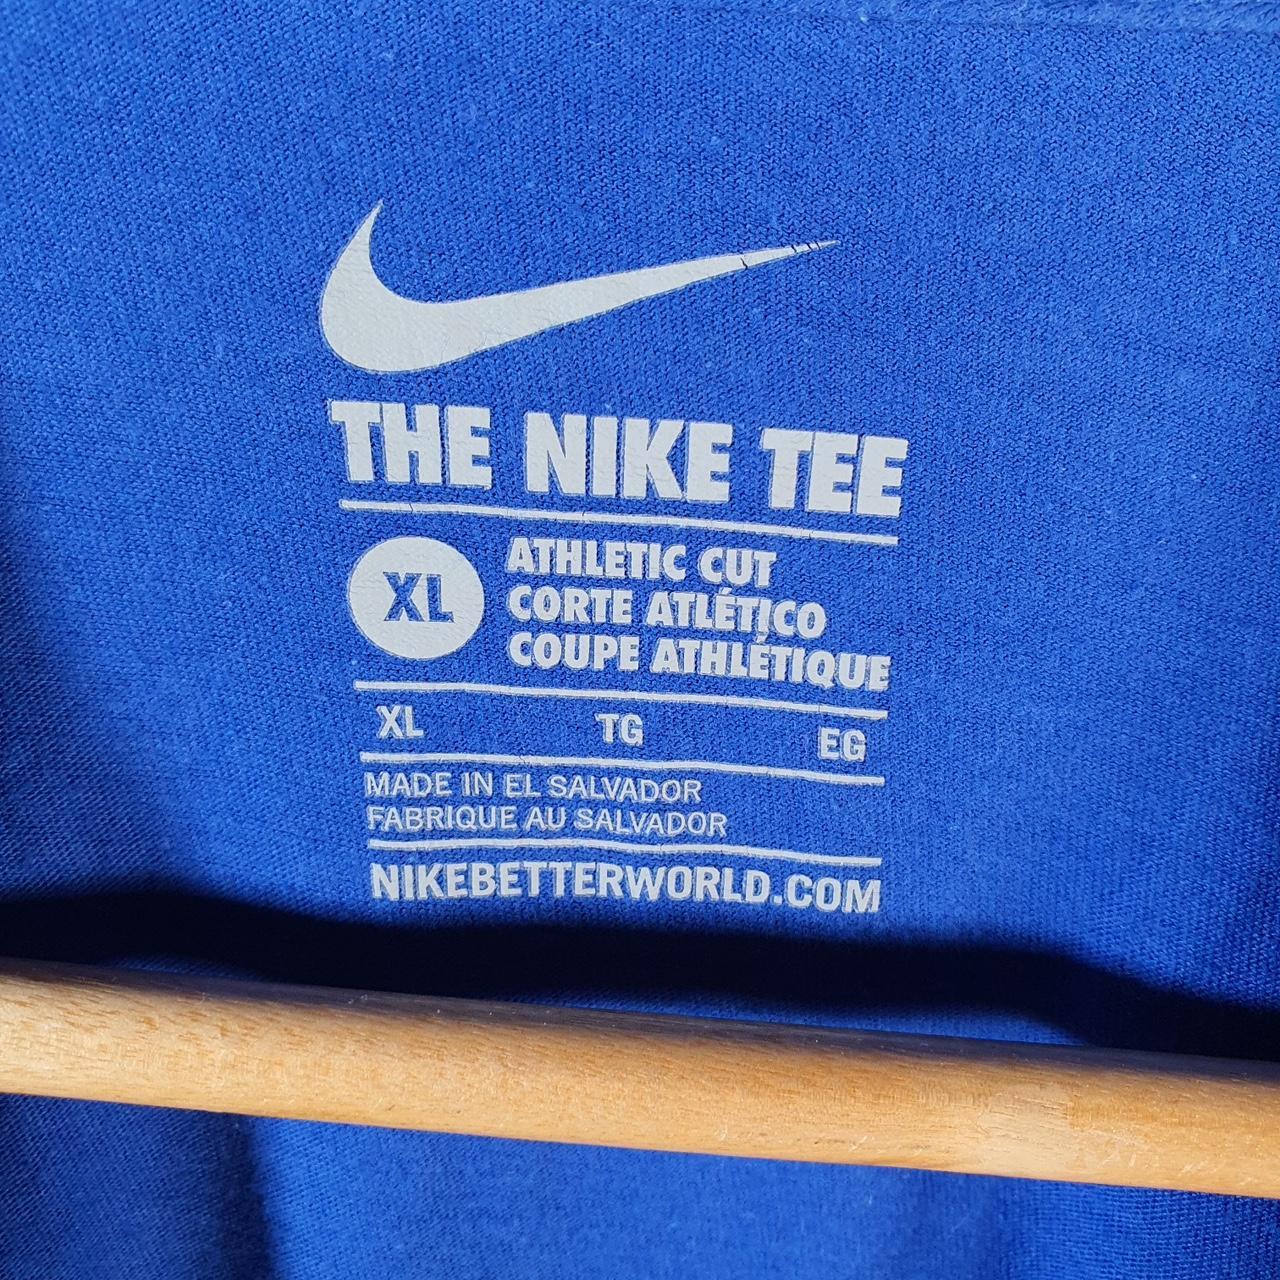 THE NIKE TEE
XL
ATHLETIC CUT
CORTE ATLÉTICO
COUPE ATHLÉTIQUE
XL TG EG
MADE IN EL SALVADOR
FABRIQUE AU SALVADOR
NIKEBETTERWORLD.COM